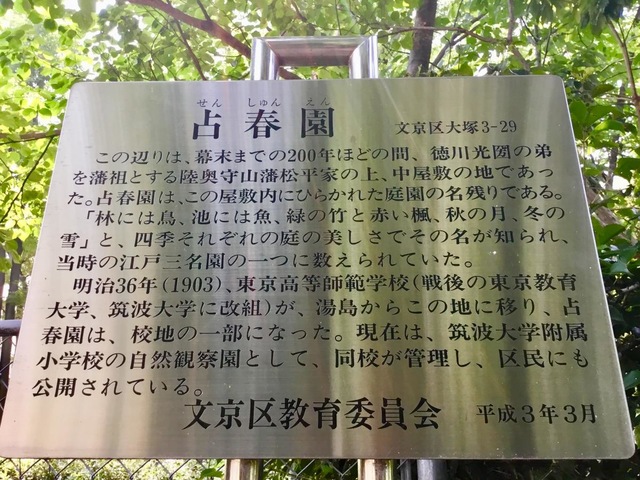 せん しゅん えん
占春園 文京区大塚3-29
この辺りは、幕末までの200年ほどの間、徳川光圀の弟
を藩祖とする陸奥守山藩松平家の上、中屋敷の地であっ
た。占春園は、この屋敷内にひらかれた庭園の名残りである。
「林には鳥、池には魚、緑の竹と赤い楓、秋の月、冬の
雪」と、四季それぞれの庭の美しさでその名が知られ、
当時の江戸三名園の一つに数えられていた。
明治36年(1903)、東京高等師範学校(戦後の東京教育
大学、筑波大学に改組)が、湯島からこの地に移り、占
春園は、校地の一部になった。現在は、筑波大学附属
小学校の自然観察園として、同校が管理し、区民にも
公開されている。
文京区教育委員会 平成3年3月